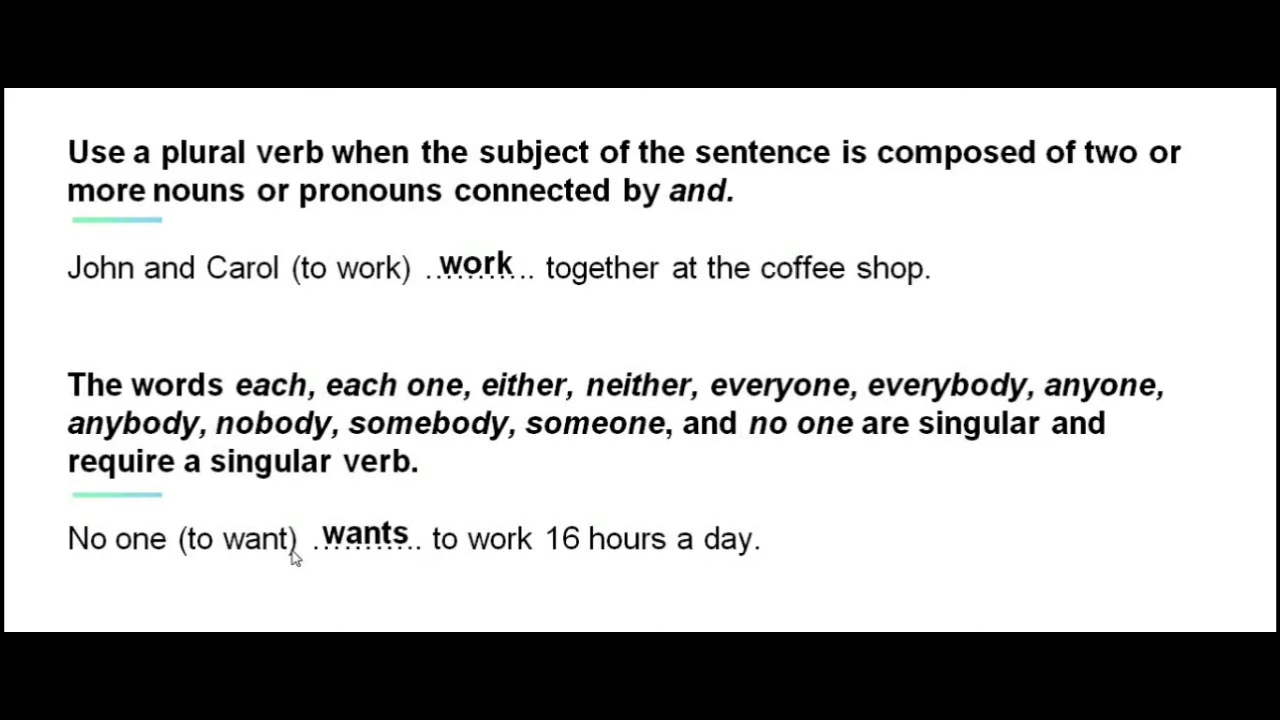 Use a plural verb when the subject of the sentence is composed of two or
more nouns or pronouns connected by and.
John and Carol (to work) ..work.. together at the coffee shop.
The words each, each one, either, neither, everyone, everybody, anyone,
anybody, nobody, somebody, someone, and no one are singular and
require a singular verb.
No one (to want) ..wants.. to work 16 hours a day.